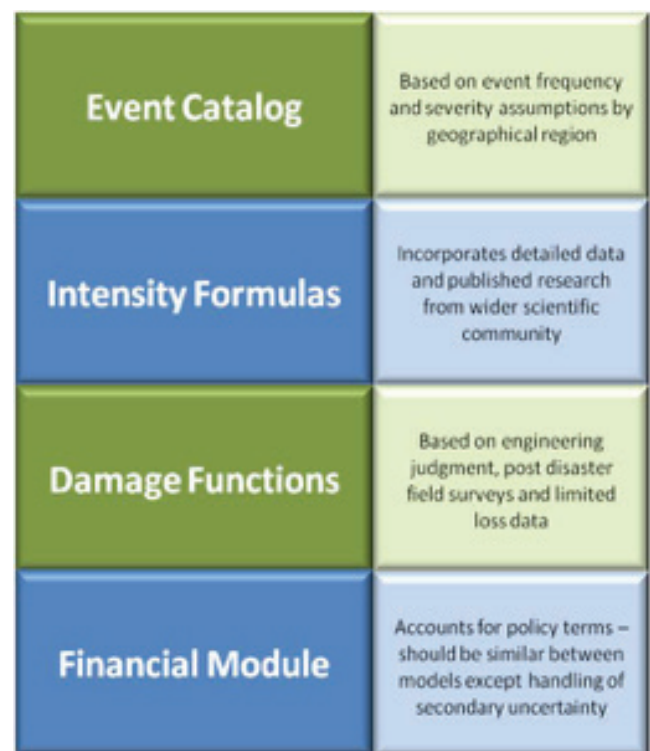 Event Catalog
Based on event frequency
and severity assumptions by
geographical region
Intensity Formulas
Incorporates detailed data
and published research
from wider scientific
community
Damage Functions
Based on engineering
judgment, post disaster
field surveys and limited
loss data
Financial Module
Accounts for policy terms –
should be similar between
models except handling of
secondary uncertainty